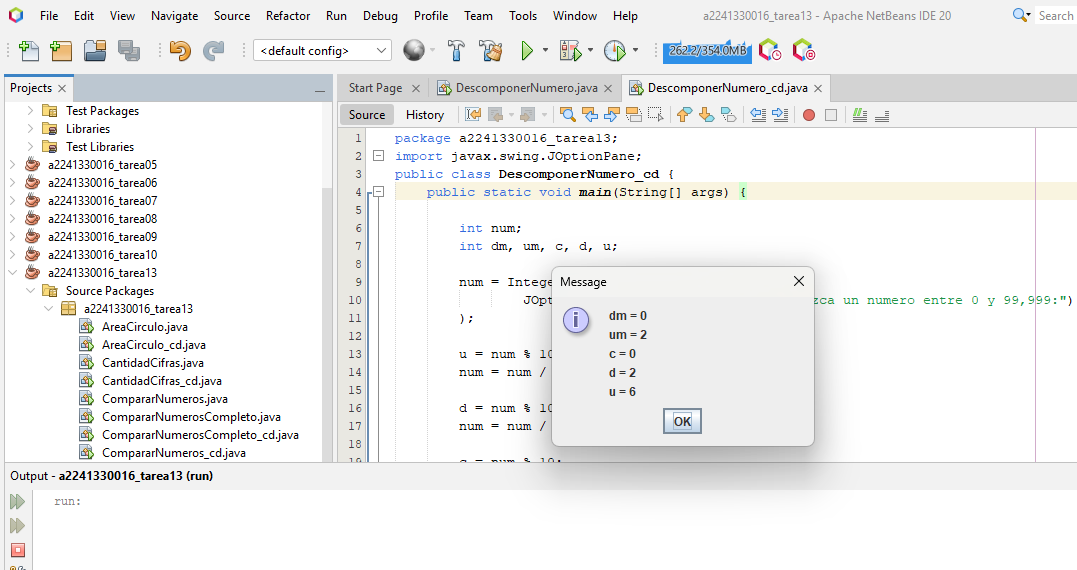 File Edit View Navigate Source Refactor Run Debug Profile Team Tools Window Help a2241330016_tarea13 - Apache NetBeans IDE 20 Search
<default config> 262.2/354.0MB
Projects
Start Page DescomponerNumero.java DescomponerNumero_cd.java
Source History
Test Packages
Libraries
Test Libraries
a2241330016_tarea05
a2241330016_tarea06
a2241330016_tarea07
a2241330016_tarea08
a2241330016_tarea09
a2241330016_tarea10
a2241330016_tarea13
Source Packages
a2241330016_tarea13
AreaCirculo.java
AreaCirculo_cd.java
CantidadCifras.java
CantidadCifras_cd.java
CompararNumeros.java
CompararNumerosCompleto.java
CompararNumerosCompleto_cd.java
CompararNumeros_cd.java
1 package a2241330016_tarea13;
2 import javax.swing.JOptionPane;
3 public class DescomponerNumero_cd {
4 public static void main(String[] args) {
5
6 int num;
7 int dm, um, c, d, u;
8
9 num = Intege
10 JOpt zca un numero entre 0 y 99,999:")
11 );
12
13 u = num % 10
14 num = num /
15
16 d = num % 10
17 num = num /
18
19 c = num % 10;
Message
dm = 0
um = 2
c = 0
d = 2
u = 6
OK
Output - a2241330016_tarea13 (run)
run: